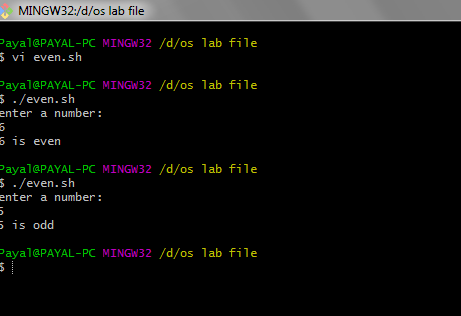 MINGW32:/d/os lab file
Payal@PAYAL-PC MINGW32 /d/os lab file
$ vi even.sh
Payal@PAYAL-PC MINGW32 /d/os lab file
$ ./even.sh
enter a number:
6
6 is even
Payal@PAYAL-PC MINGW32 /d/os lab file
$ ./even.sh
enter a number:
5
5 is odd
Payal@PAYAL-PC MINGW32 /d/os lab file
$